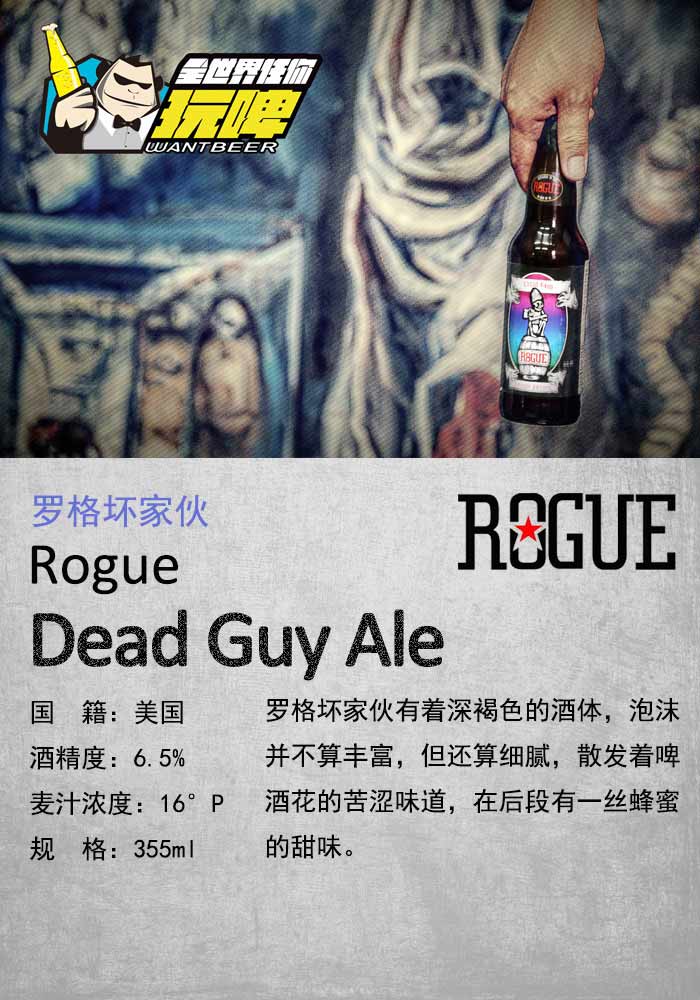 全世界任你
玩啤
WANTBEER
ROGUE
DEAD GUY
ROGUE
罗格坏家伙
ROGUE
Rogue
Dead Guy Ale
国 籍：美国
酒精度：6.5%
麦汁浓度：16°P
规 格：355ml
罗格坏家伙有着深褐色的酒体，泡沫
并不算丰富，但还算细腻，散发着啤
酒花的苦涩味道，在后段有一丝蜂蜜
的甜味。